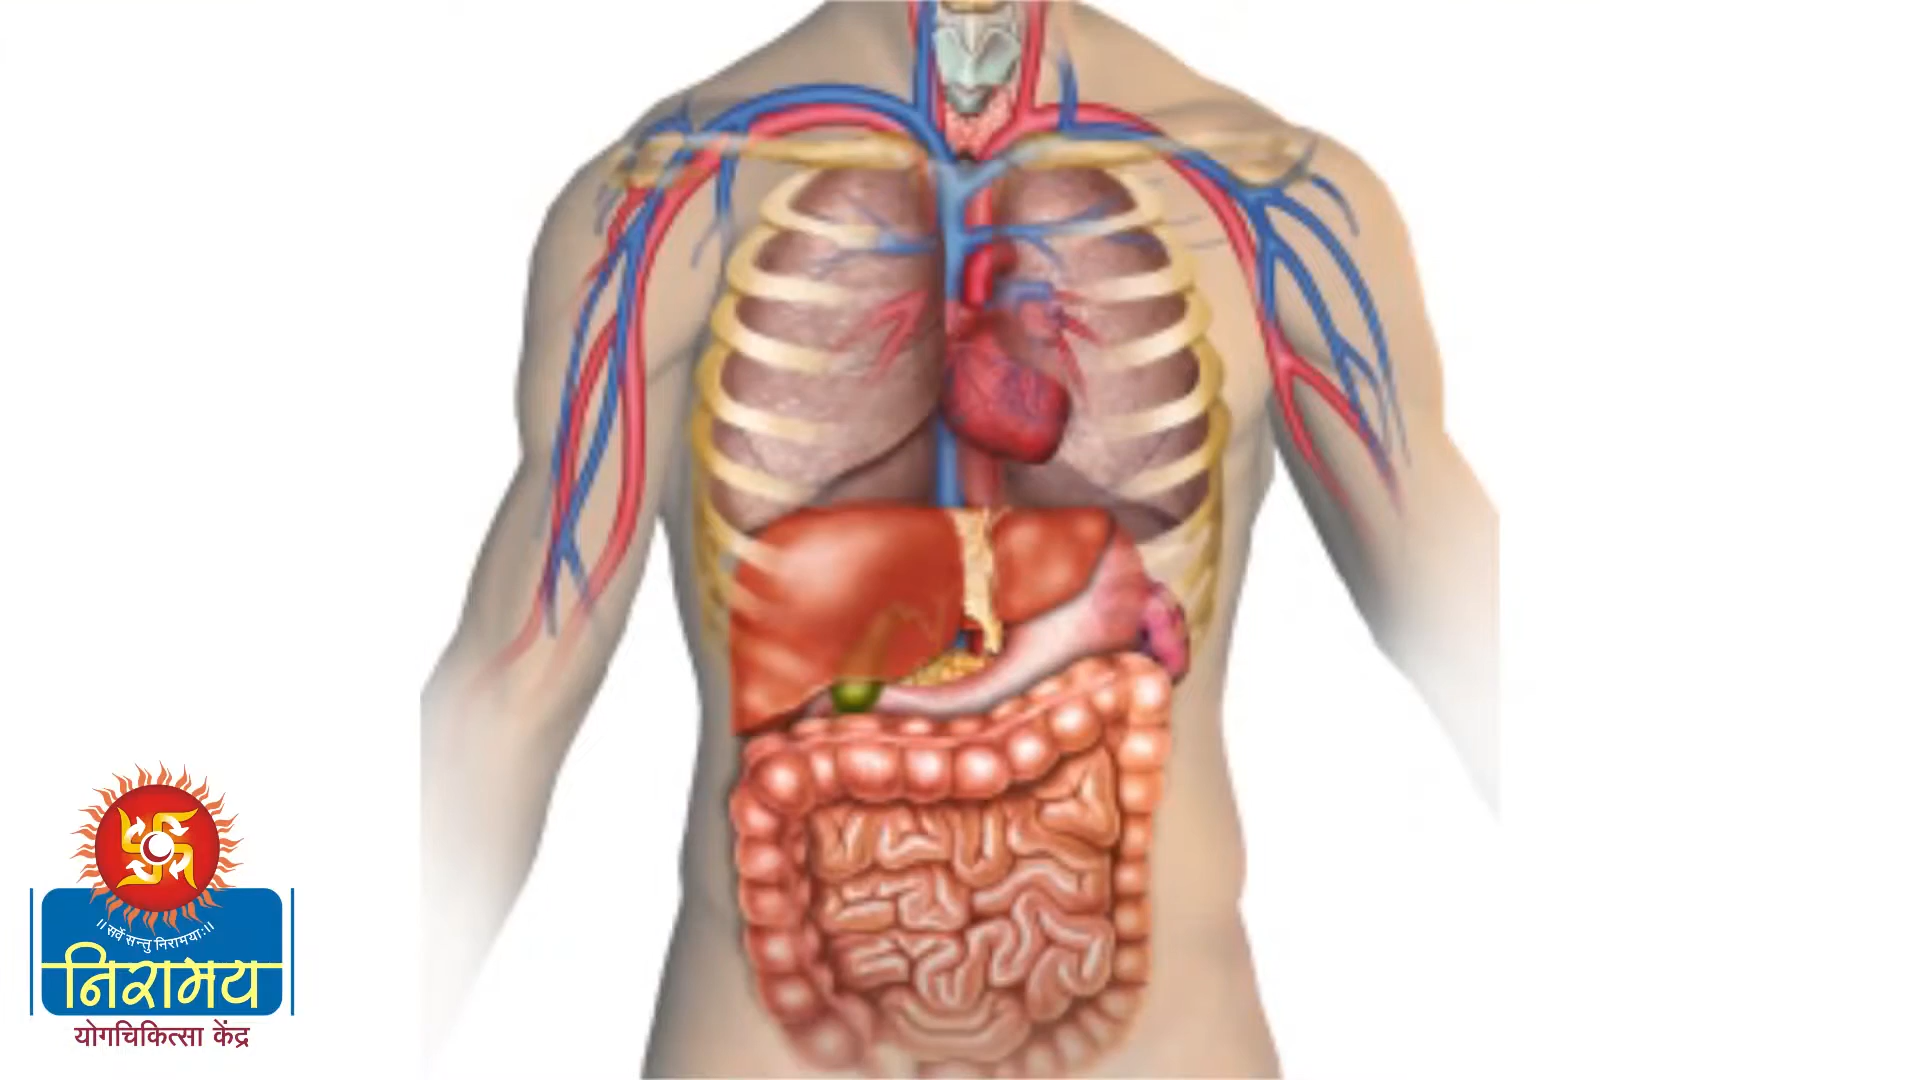 ।। सर्वे सन्तु निरामयाः ।।
निरामय
योगचिकित्सा केंद्र